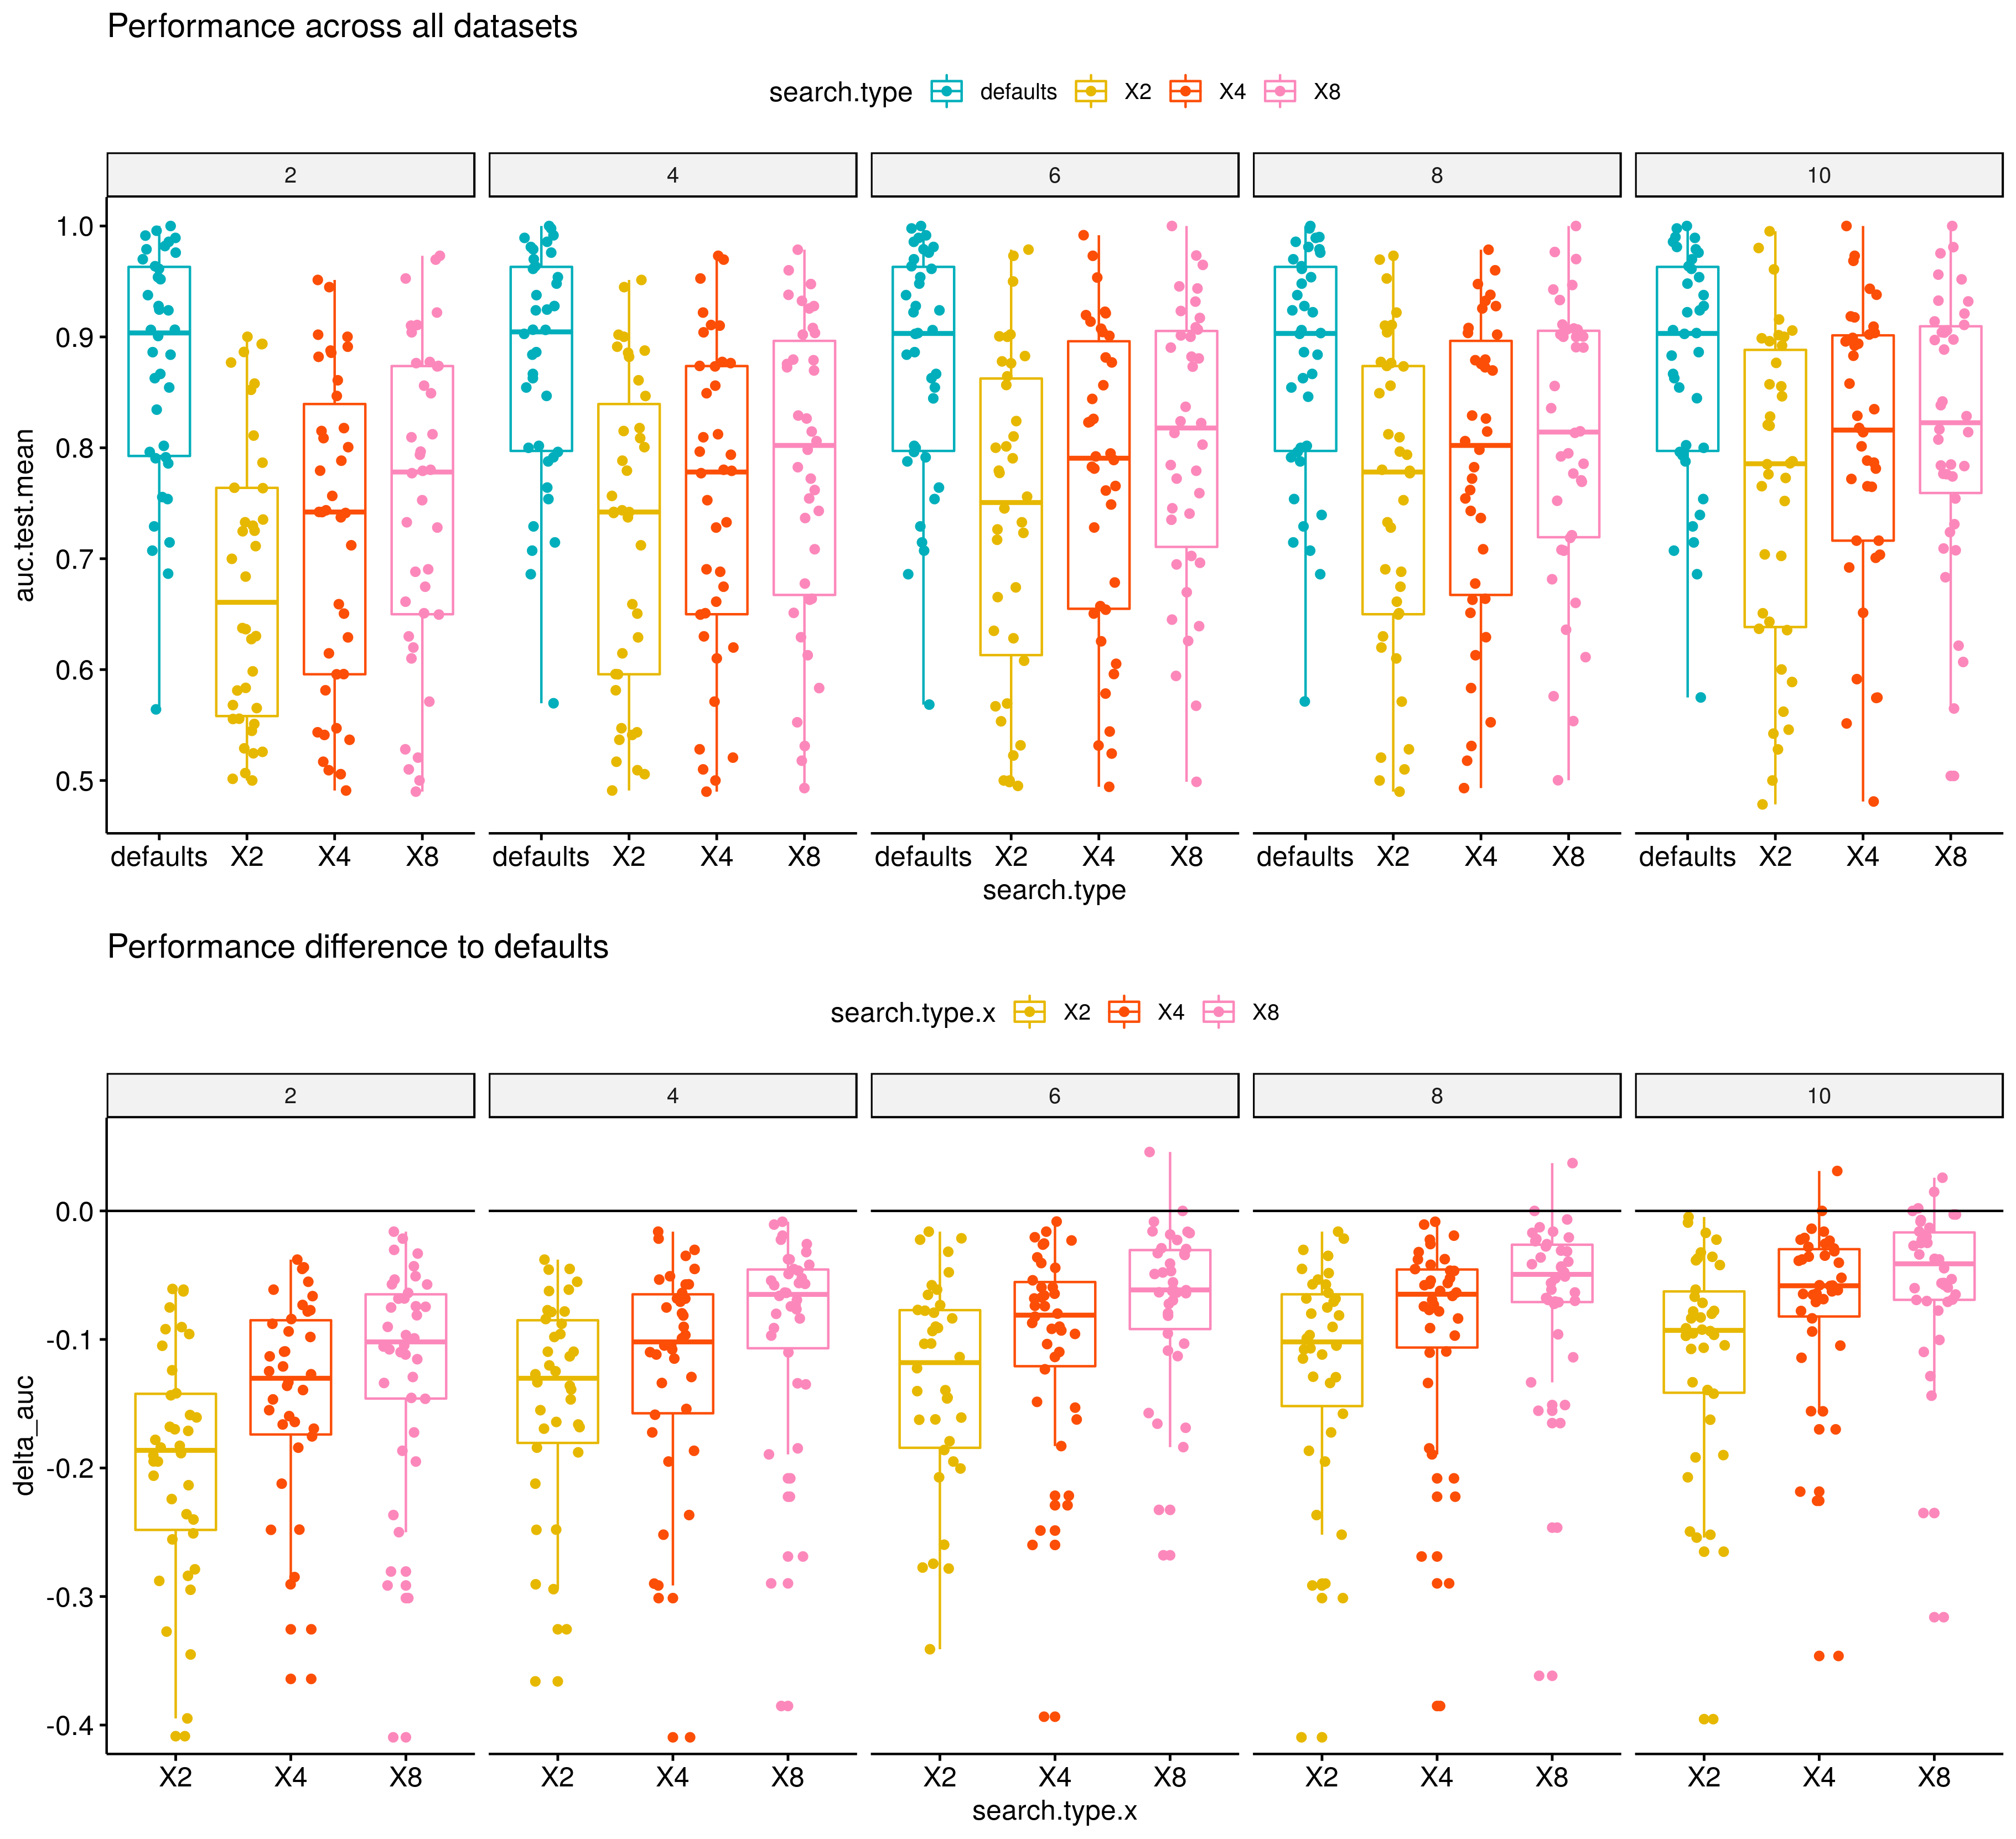 Performance across all datasets
search.type defaults X2 X4 X8
2 4 6 8 10
auc.test.mean
1.0
0.9
0.8
0.7
0.6
0.5
defaults X2 X4 X8 defaults X2 X4 X8 defaults X2 X4 X8 defaults X2 X4 X8 defaults X2 X4 X8
search.type
Performance difference to defaults
search.type.x X2 X4 X8
2 4 6 8 10
delta_auc
0.0
-0.1
-0.2
-0.3
-0.4
X2 X4 X8 X2 X4 X8 X2 X4 X8 X2 X4 X8 X2 X4 X8
search.type.x